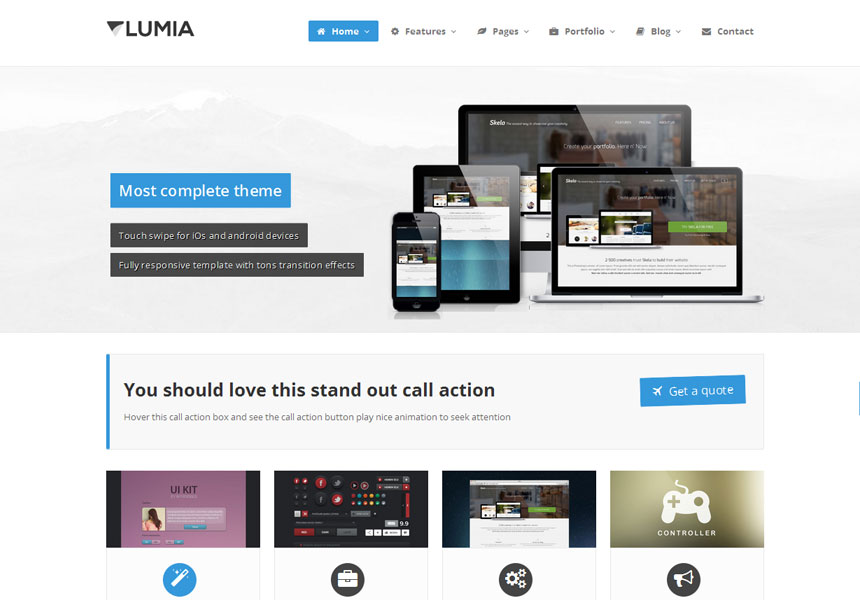 LUMIA
Home
Features
Pages
Portfolio
Blog
Contact
Skela
Create your portfolio. Here n' Now.
Most complete theme
Touch swipe for iOs and android devices
Fully responsive template with tons transition effects
You should love this stand out call action
Get a quote
Hover this call action box and see the call action button play nice animation to seek attention
UI KIT
9.9
CONTROLLER